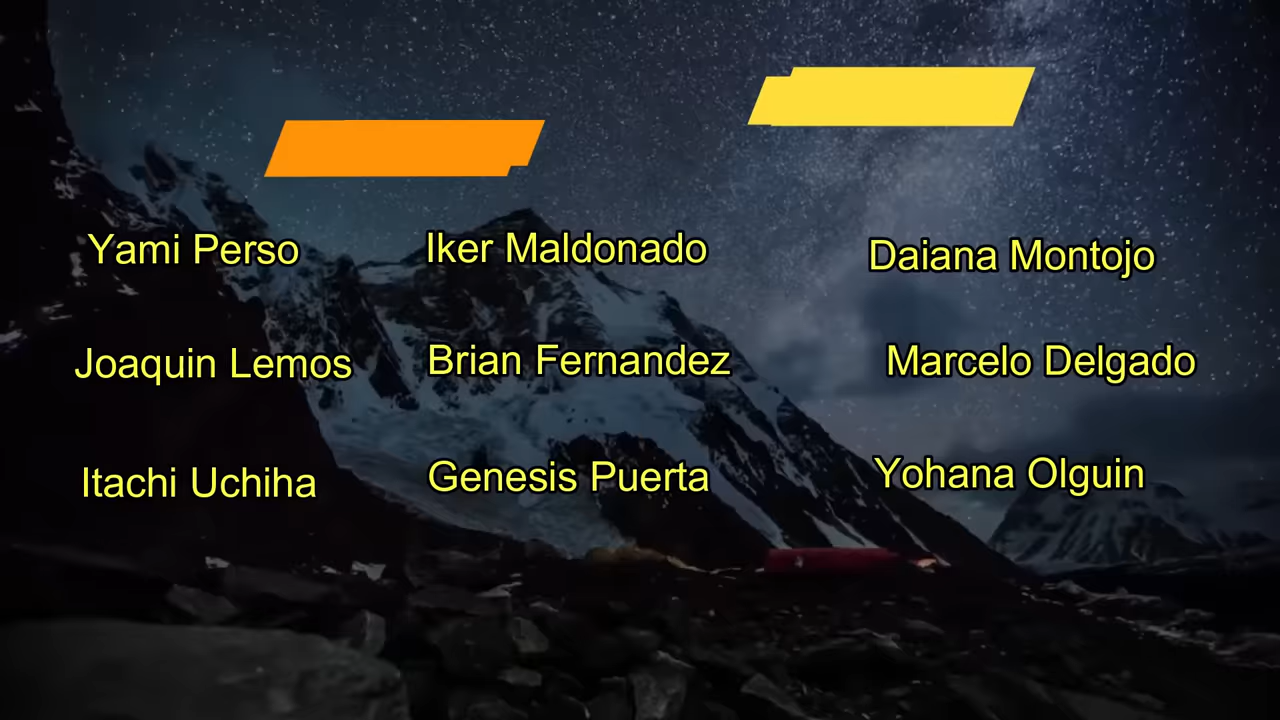 Yami Perso
Iker Maldonado
Daiana Montojo
Joaquin Lemos
Brian Fernandez
Marcelo Delgado
Itachi Uchiha
Genesis Puerta
Yohana Olguin